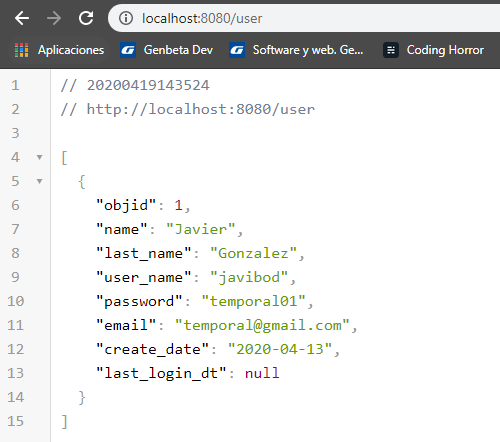 localhost:8080/user
Aplicaciones Genbeta Dev Software y web. Ge... Coding Horror
1 // 20200419143524
2 // http://localhost:8080/user
3
4 [
5 {
6 "objid": 1,
7 "name": "Javier",
8 "last_name": "Gonzalez",
9 "user_name": "javibod",
10 "password": "temporal01",
11 "email": "temporal@gmail.com",
12 "create_date": "2020-04-13",
13 "last_login_dt": null
14 }
15 ]